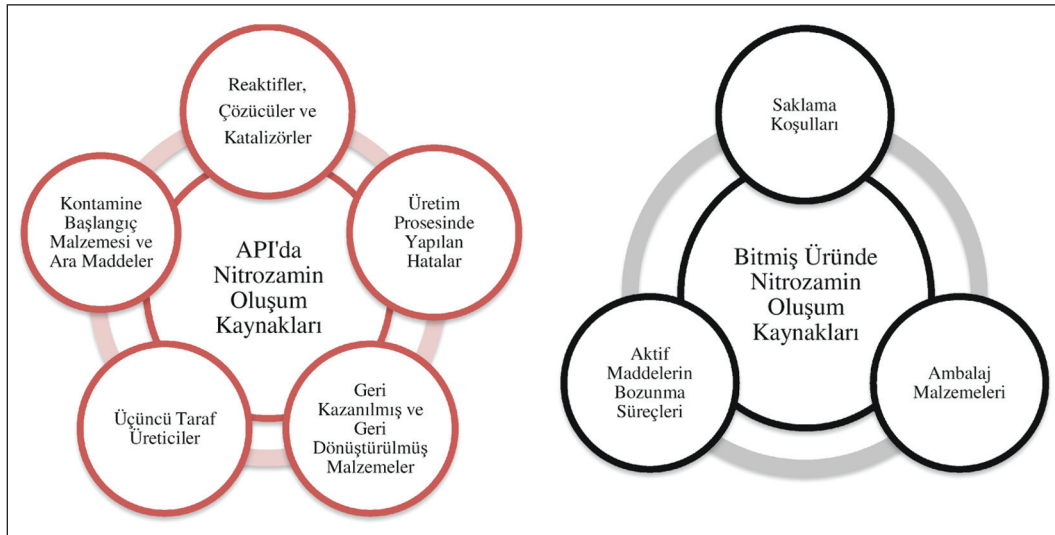 Reaktifler,
Çözücüler ve
Katalizörler
Üretim
Prosesinde
Yapılan
Hatalar
Geri
Kazanılmış ve
Geri
Dönüştürülmüş
Malzemeler
Üçüncü Taraf
Üreticiler
Kontamine
Başlangıç
Malzemesi ve
Ara Maddeler
API'da
Nitrozamin
Oluşum
Kaynakları
Saklama
Koşulları
Ambalaj
Malzemeleri
Aktif
Maddelerin
Bozunma
Süreçleri
Bitmiş Üründe
Nitrozamin
Oluşum
Kaynakları